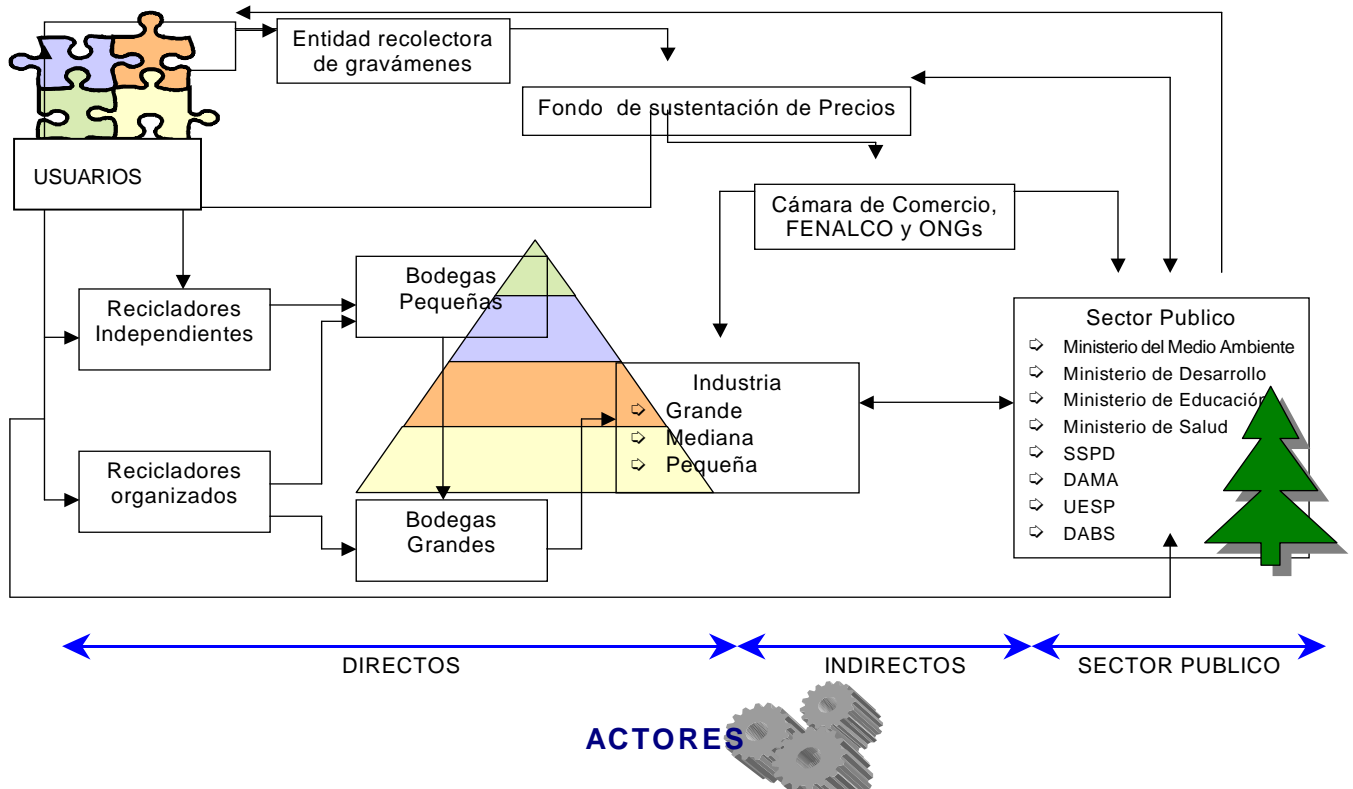 Entidad recolectora
de gravámenes
Fondo de sustentación de Precios
USUARIOS
Cámara de Comercio,
FENALCO y ONGs
Bodegas
Pequeñas
Recicladores
Independientes
Sector Publico
Ministerio del Medio Ambiente
Ministerio de Desarrollo
Ministerio de Educación
Ministerio de Salud
SSPD
DAMA
UESP
DABS
Industria
Grande
Mediana
Pequeña
Recicladores
organizados
Bodegas
Grandes
DIRECTOS
INDIRECTOS
SECTOR PUBLICO
ACTORES